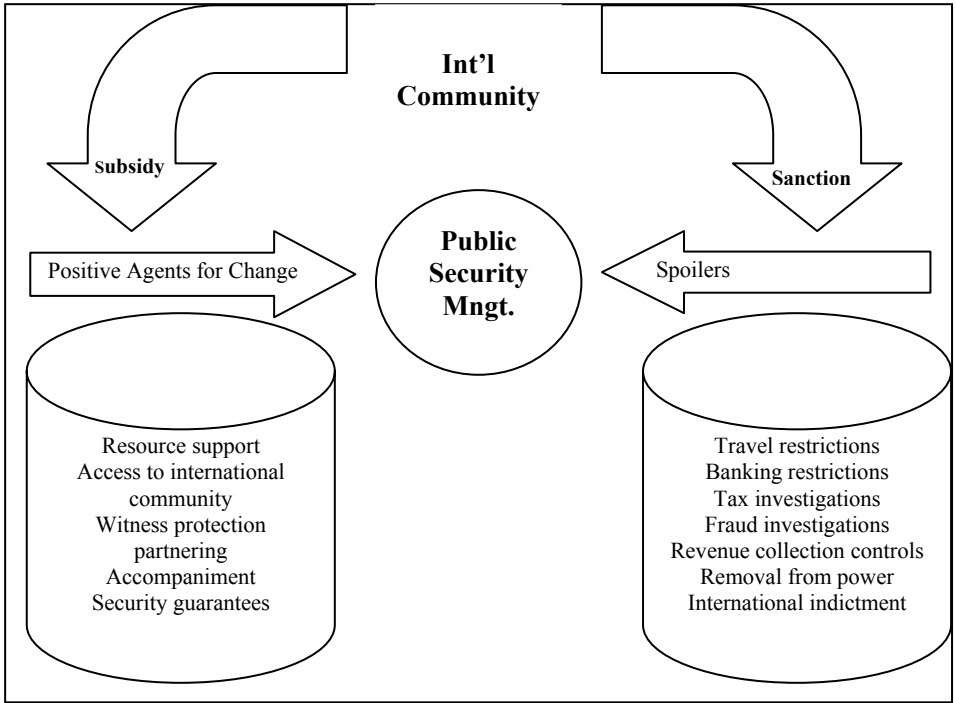 Int’l
Community
Subsidy
Sanction
Public
Security
Mngt.
Positive Agents for Change
Spoilers
Resource support
Access to international
community
Witness protection
partnering
Accompaniment
Security guarantees
Travel restrictions
Banking restrictions
Tax investigations
Fraud investigations
Revenue collection controls
Removal from power
International indictment